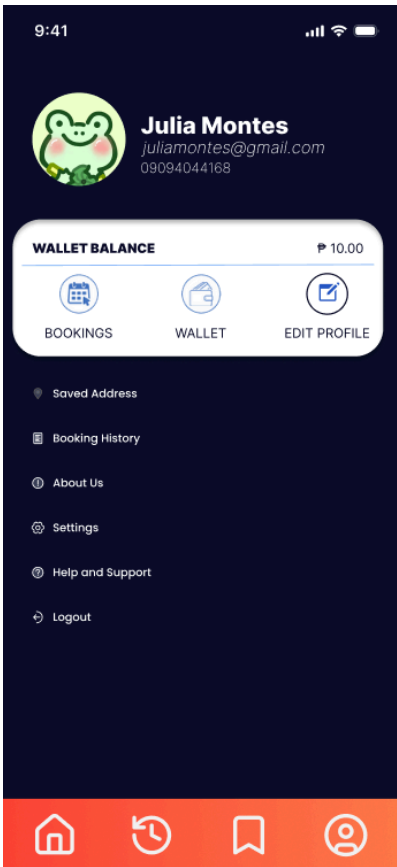 9:41
Julia Montes
juliamontes@gmail.com
09094044168
WALLET BALANCE ₱ 10.00
BOOKINGS WALLET EDIT PROFILE
Saved Address
Booking History
About Us
Settings
Help and Support
Logout